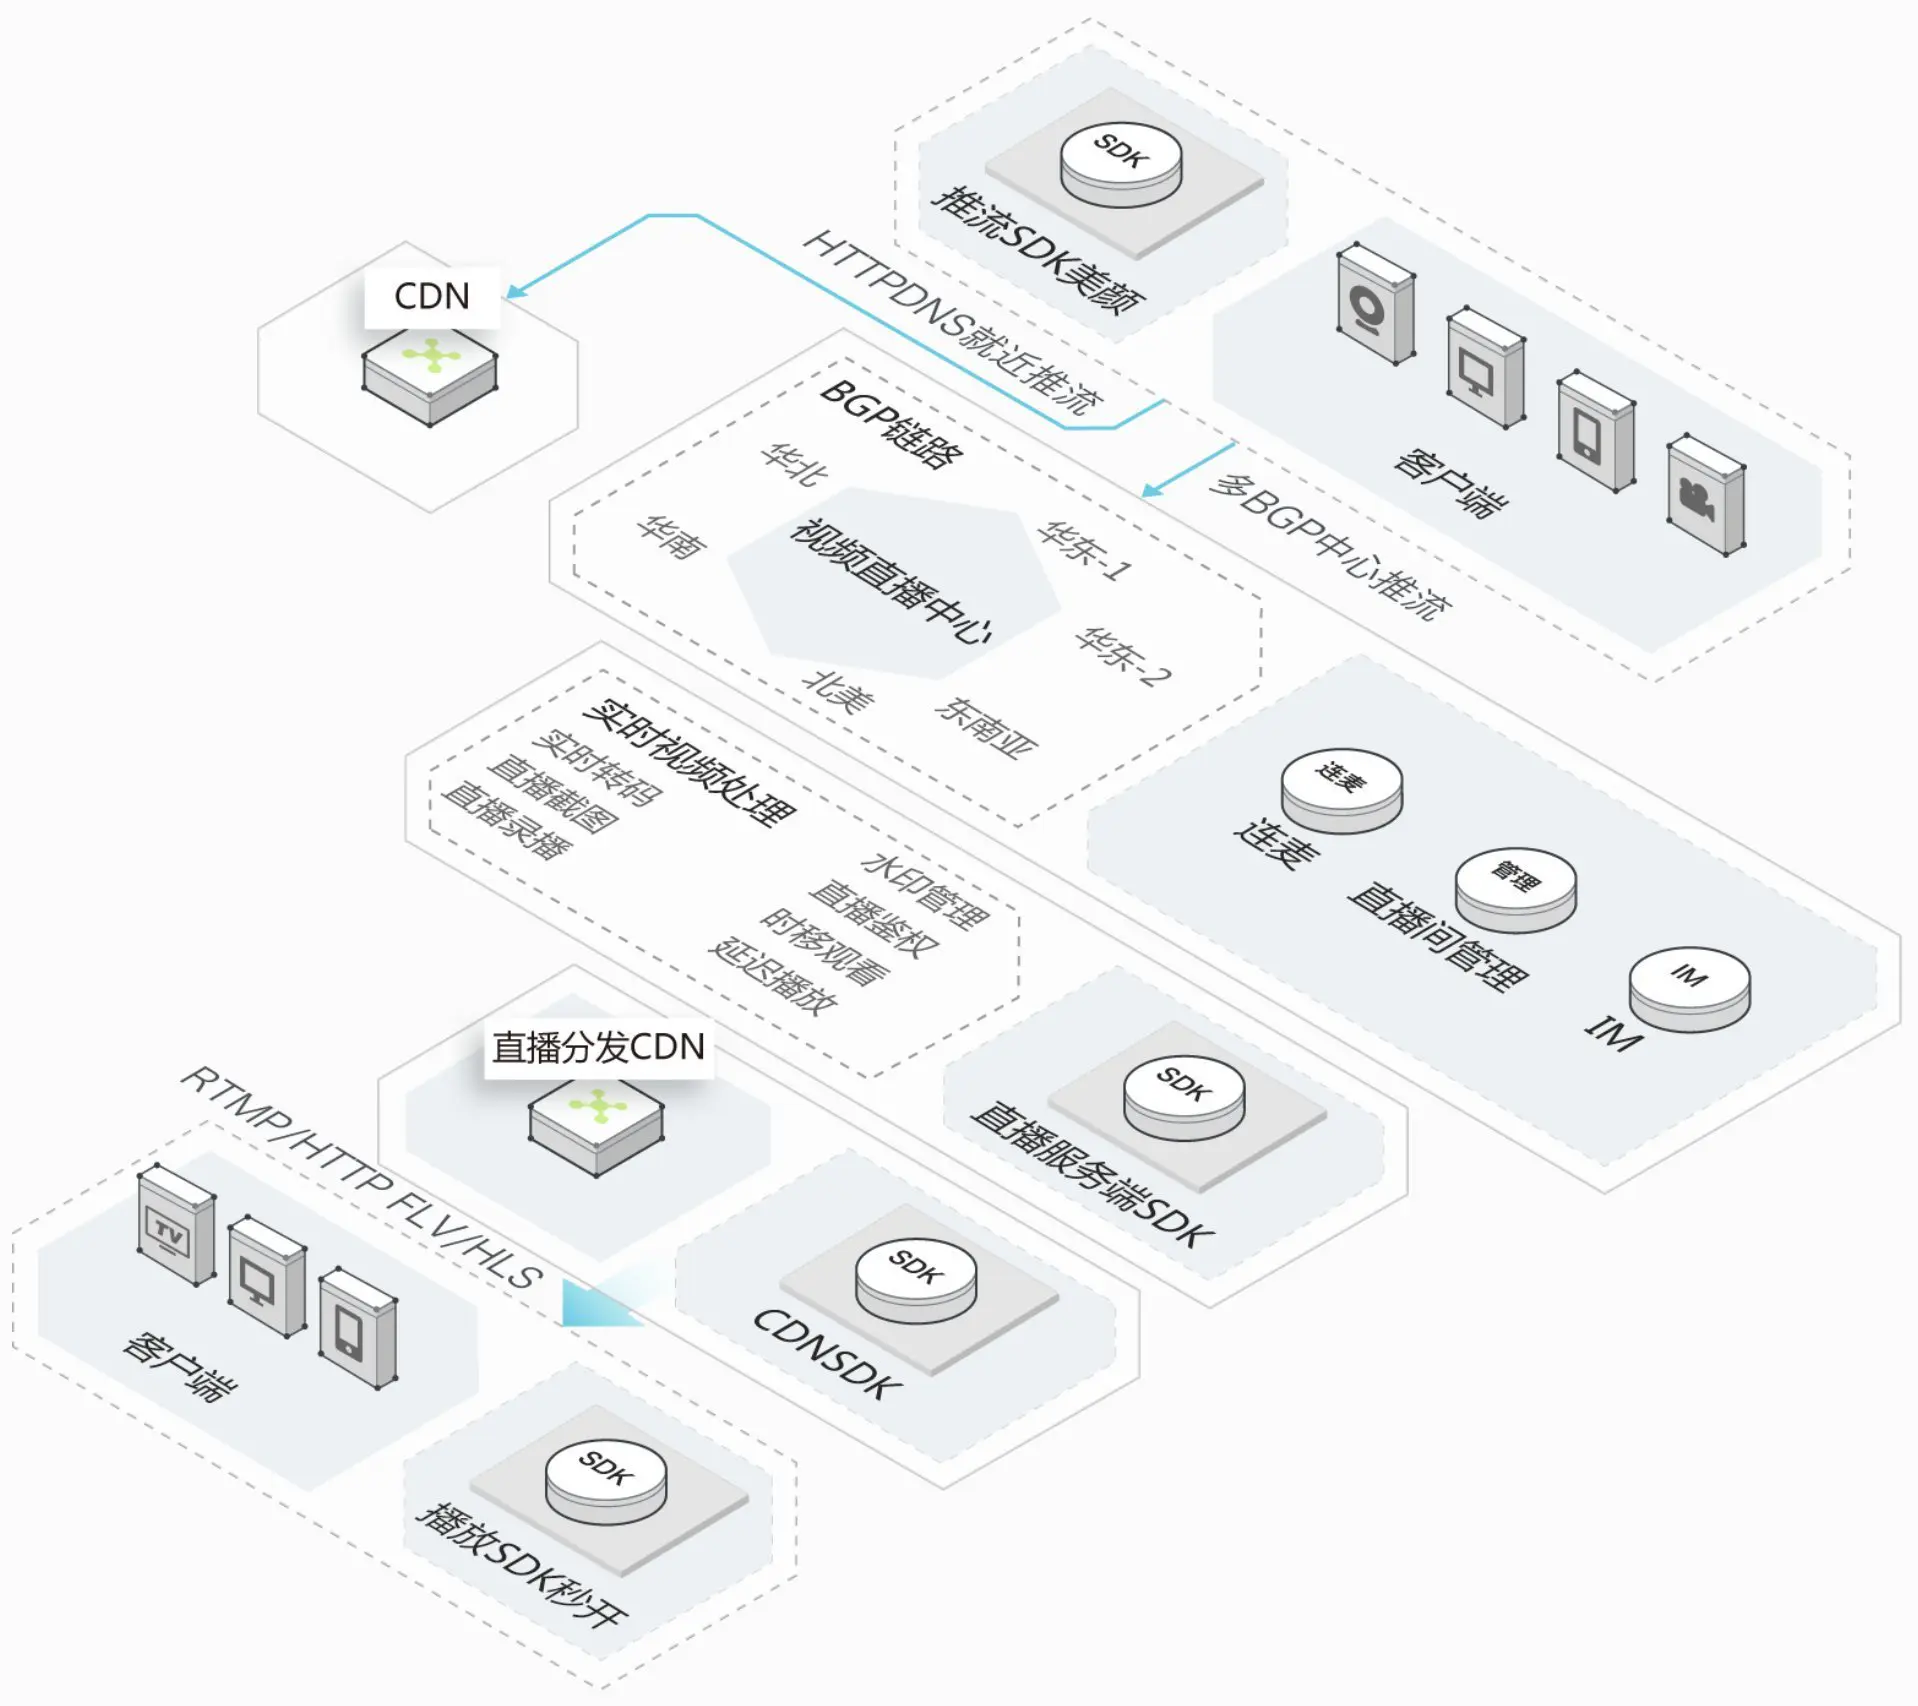 SDK
推流SDK美颜
HTTPDNS就近推流
CDN
客户端
多BGP中心推流
BGP链路
华北
华南
视频直播中心
华东-1
华东-2
北美
东南亚
实时视频处理
实时转码
直播截图
直播录播
水印管理
直播鉴权
时移观看
延迟播放
连麦
连麦
管理
直播间管理
IM
IM
直播分发CDN
SDK
直播服务端SDK
RTMP/HTTP FLV/HLS
SDK
CDNSDK
TV
客户端
SDK
播放SDK秒开